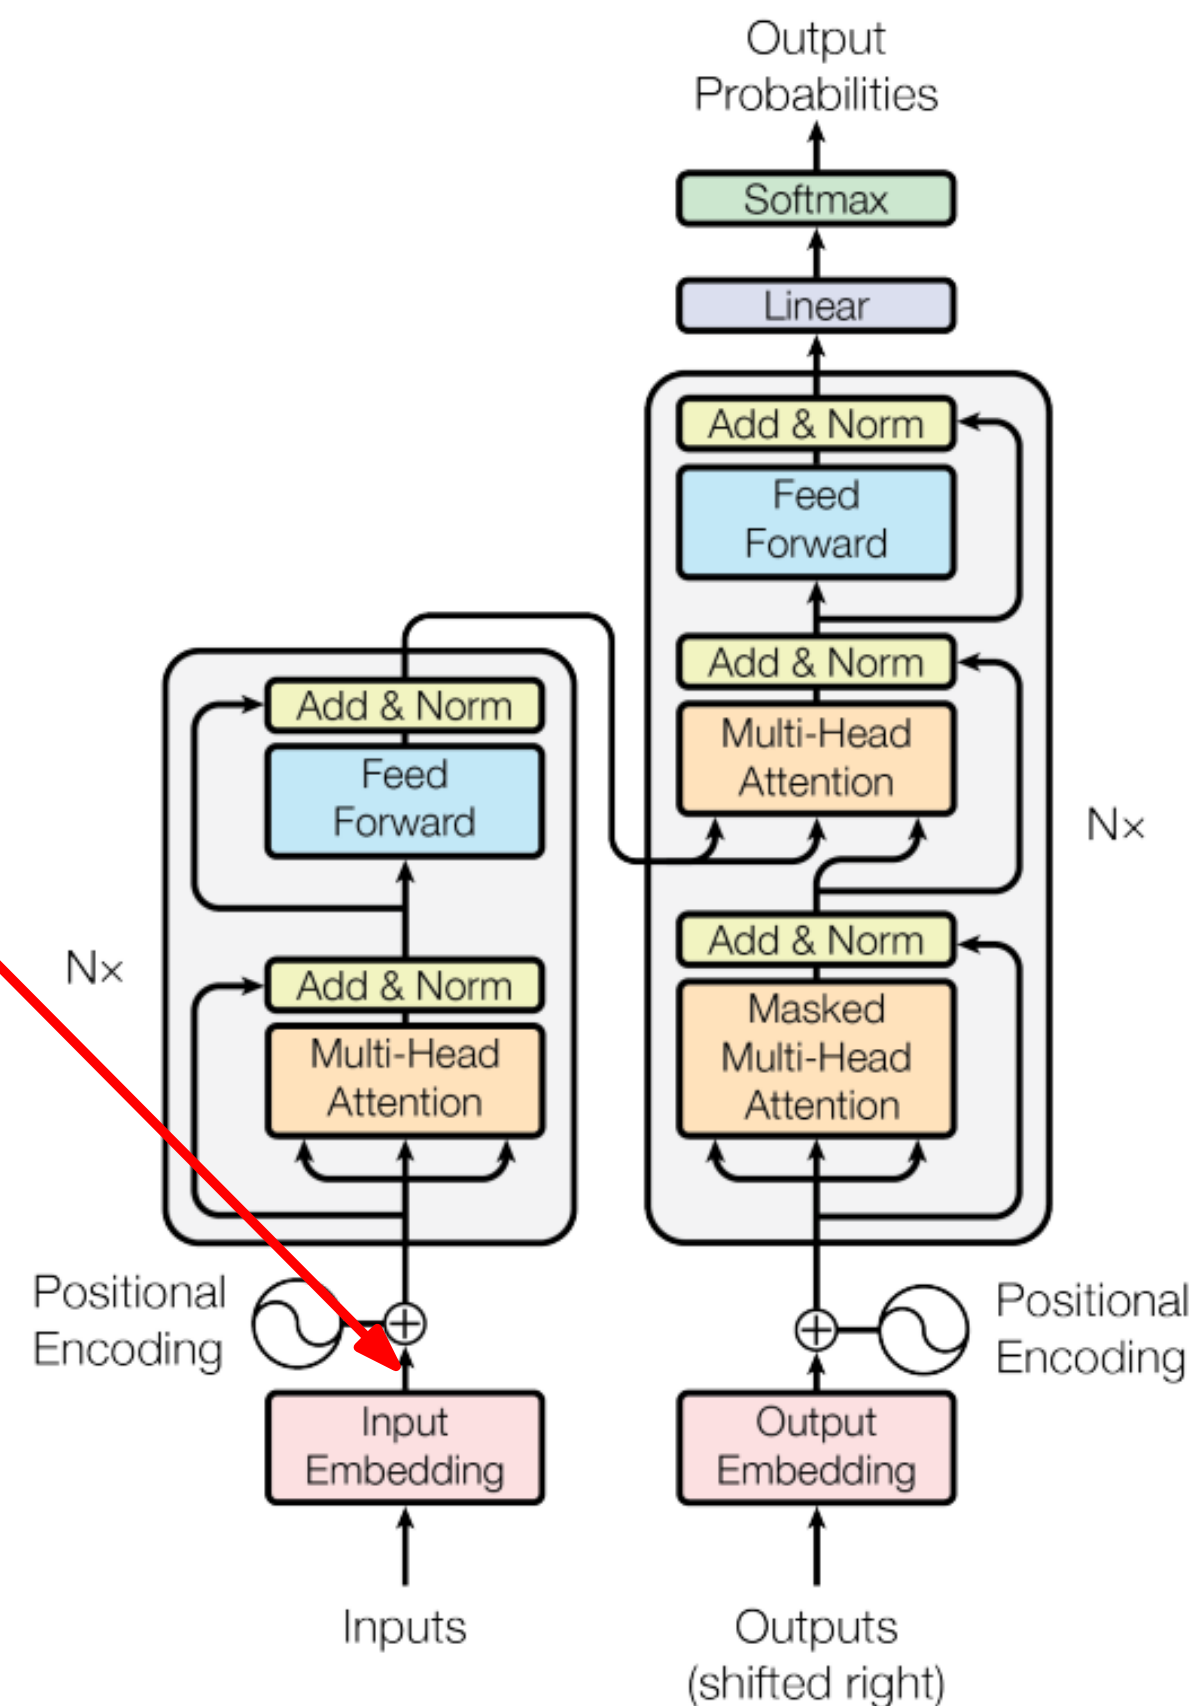 Output
Probabilities
Softmax
Linear
Add & Norm
Feed
Forward
Add & Norm
Multi-Head
Attention
Add & Norm
Masked
Multi-Head
Attention
Nx
Positional
Encoding
Output
Embedding
Outputs
(shifted right)
Add & Norm
Feed
Forward
Add & Norm
Multi-Head
Attention
Nx
Positional
Encoding
Input
Embedding
Inputs